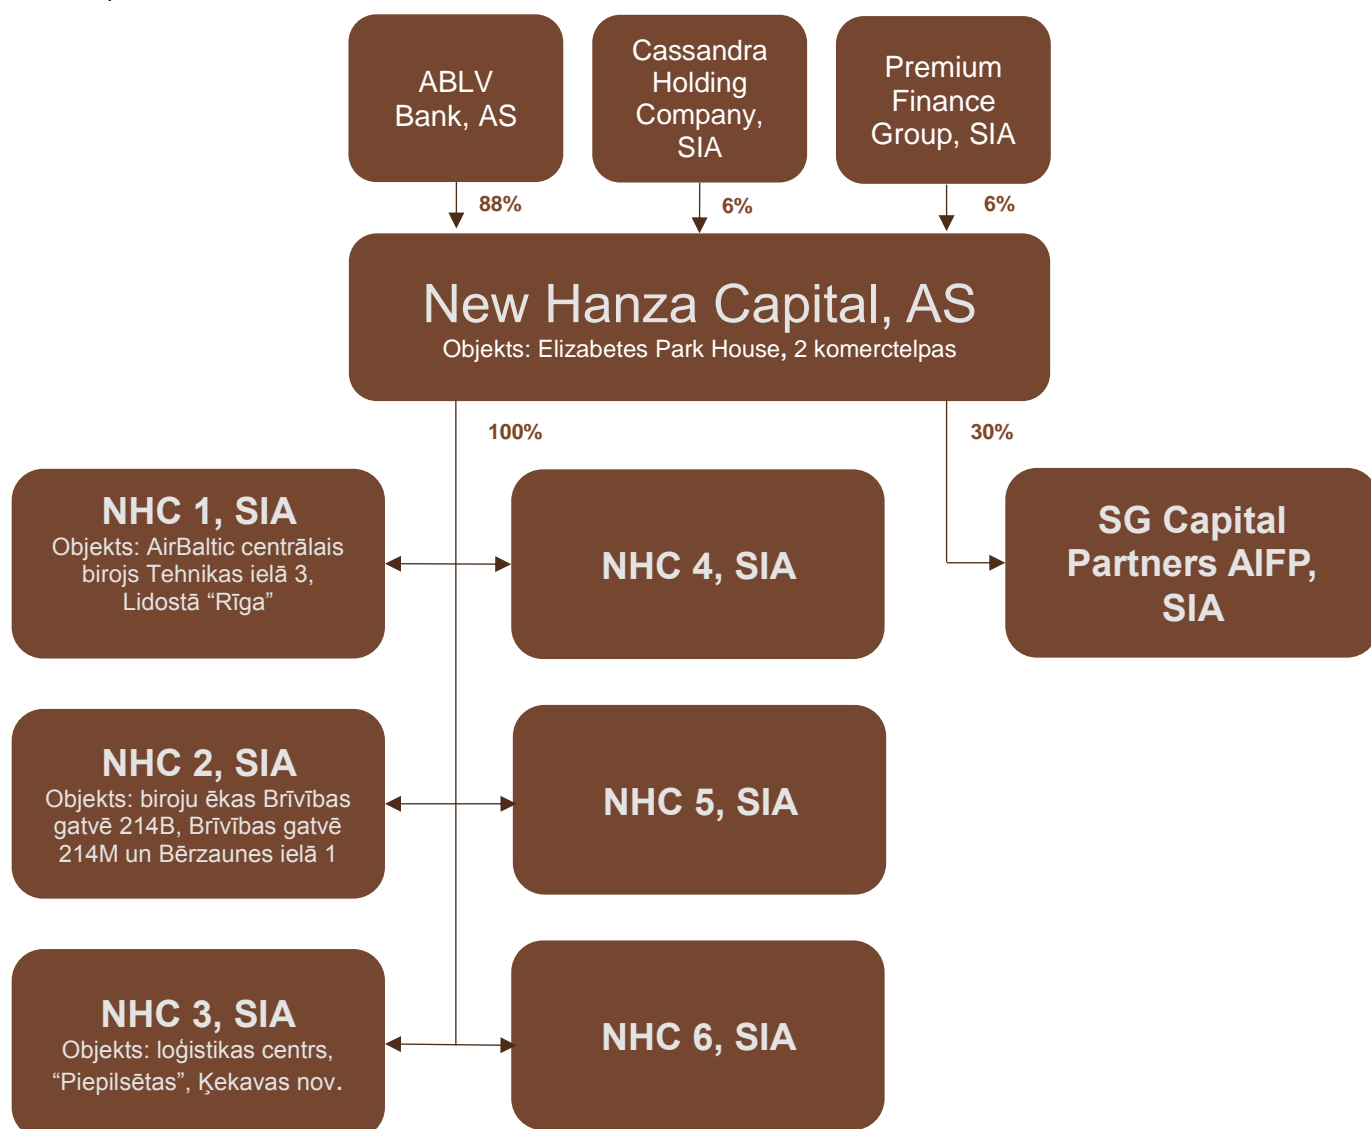 ABLV
Bank, AS
Cassandra
Holding
Company,
SIA
Premium
Finance
Group, SIA
88%
6%
6%
New Hanza Capital, AS
Objekts: Elizabetes Park House, 2 komerctelpas
100%
30%
NHC 1, SIA
Objekts: AirBaltic centrālais
birojs Tehnikas ielā 3,
Lidostā “Rīga”
NHC 4, SIA
SG Capital
Partners AIFP,
SIA
NHC 2, SIA
Objekts: biroju ēkas Brīvības
gatvē 214B, Brīvības gatvē
214M un Bērzaunes ielā 1
NHC 5, SIA
NHC 3, SIA
Objekts: loģistikas centrs,
“Piepilsētas”, Ķekavas nov.
NHC 6, SIA